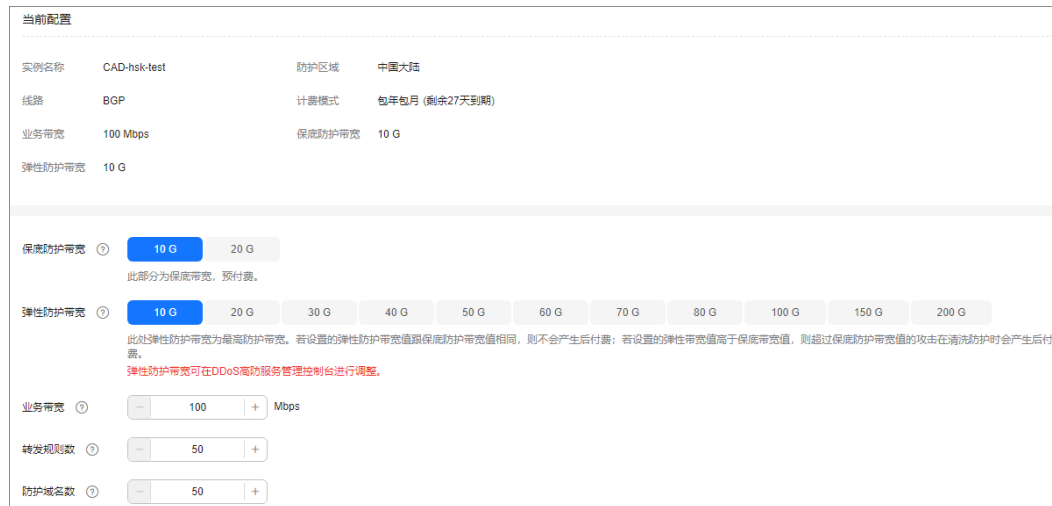 当前配置
实例名称 CAD-hsk-test 防护区域 中国大陆
线路 BGP 计费模式 包年包月 (剩余27天到期)
业务带宽 100 Mbps 保底防护带宽 10 G
弹性防护带宽 10 G
保底防护带宽 ? 10 G 20 G
此部分为保底带宽，预付费。
弹性防护带宽 ? 10 G 20 G 30 G 40 G 50 G 60 G 70 G 80 G 100 G 150 G 200 G
此处弹性防护带宽为最高防护带宽。若设置的弹性防护带宽值跟保底防护带宽值相同，则不会产生后付费；若设置的弹性带宽值高于保底带宽值，则超过保底防护带宽值的攻击在清洗防护时会产生后付
费。
弹性防护带宽可在DDoS高防服务管理控制台进行调整。
业务带宽 ? － 100 + Mbps
转发规则数 ? － 50 +
防护域名数 ? － 50 +